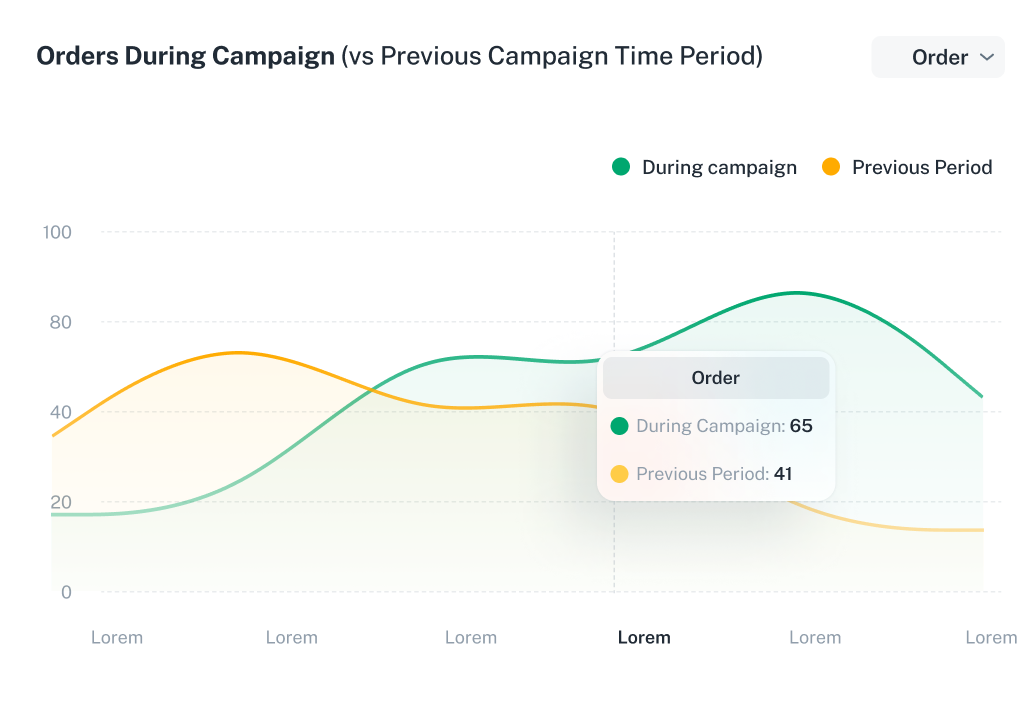 Orders During Campaign (vs Previous Campaign Time Period)
Order
During campaign
Previous Period
100
80
40
20
0
Order
During Campaign: 65
Previous Period: 41
Lorem Lorem Lorem Lorem Lorem Lorem